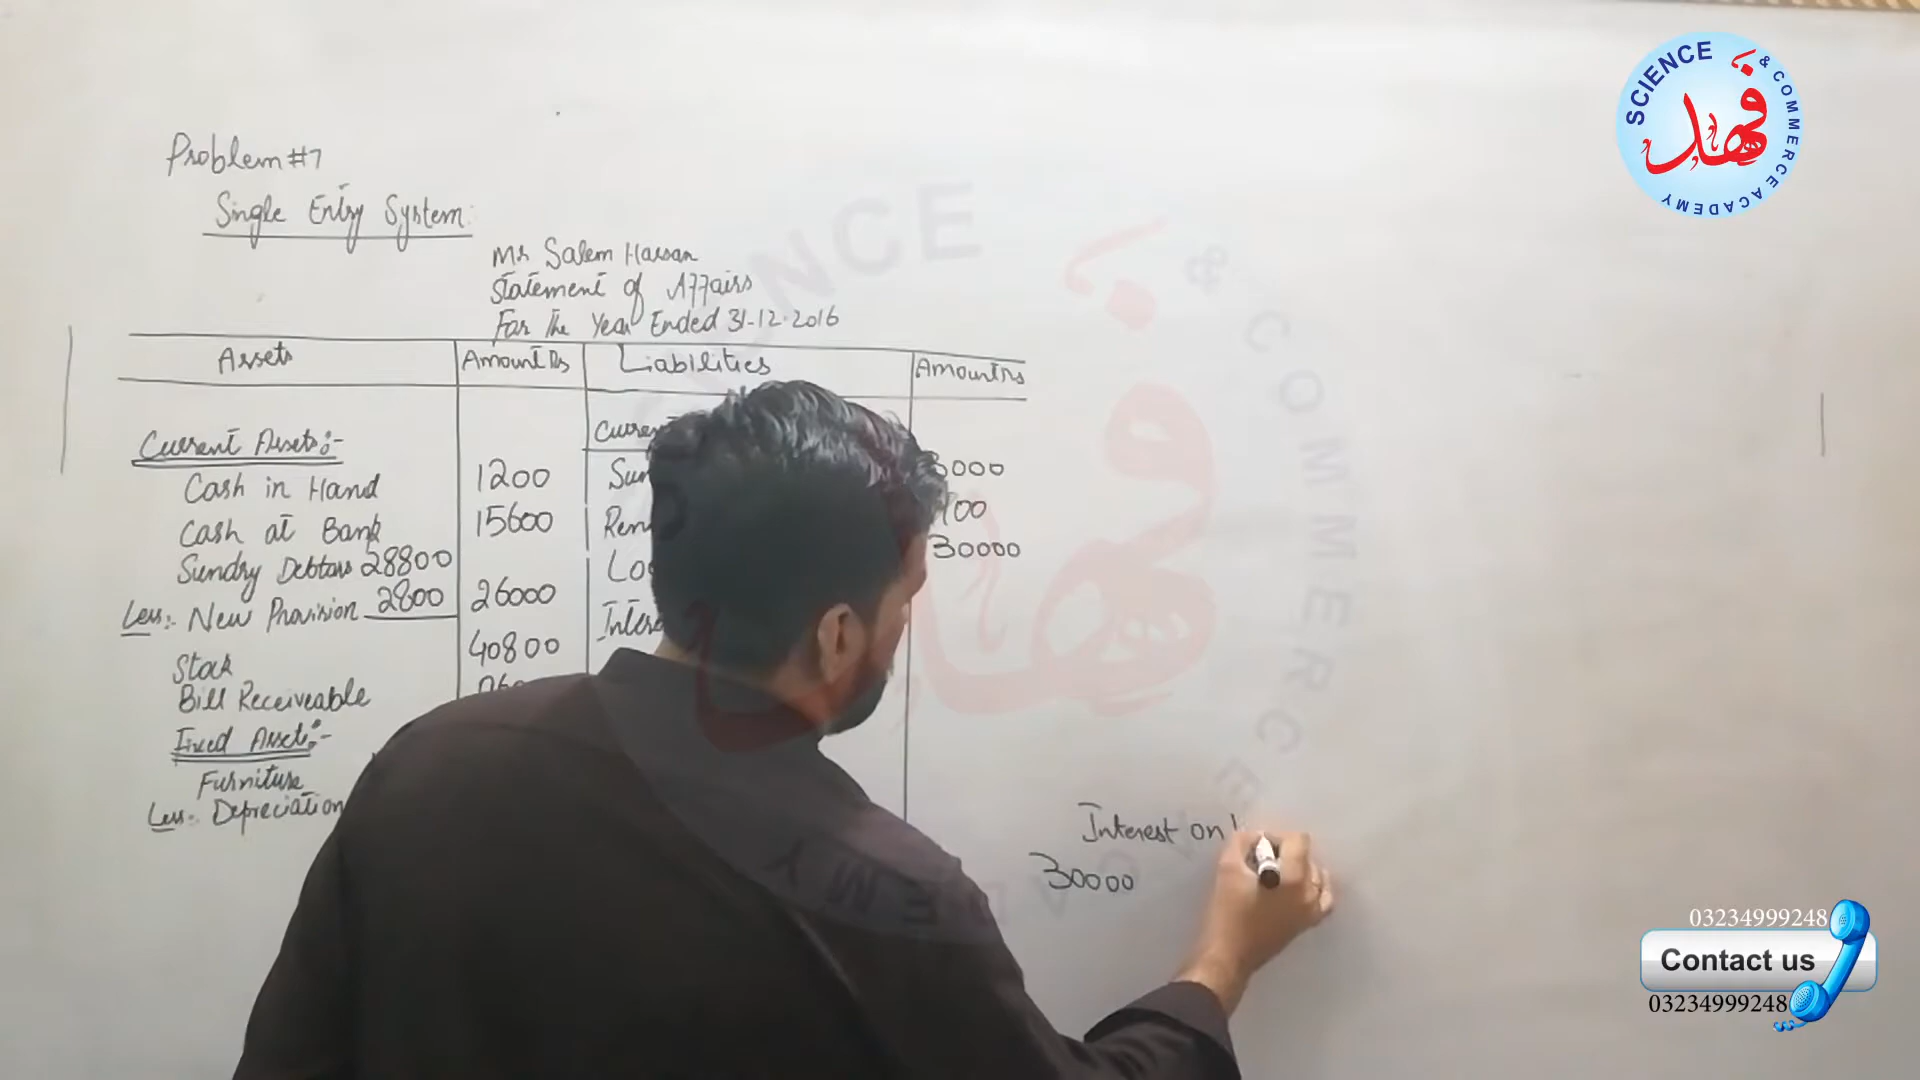 Problem #7
Single Entry System:
Mr Salem Hassan
Statement of Affairs
For The Year Ended 31-12-2016
Assets Amount Rs Liabilities Amount rs
Current Assets:-
Cash in Hand 1200
Cash at Bank 15600
Sundry Debtors 28800
Less:- New Provision 2800 26000
Stock 40800
Bill Receiveable
Fixed Assets:-
Furniture
Less:- Depreciation
30000
Interest on
30000
SCIENCE & COMMERCE ACADEMY
فهد
03234999248
Contact us
03234999248